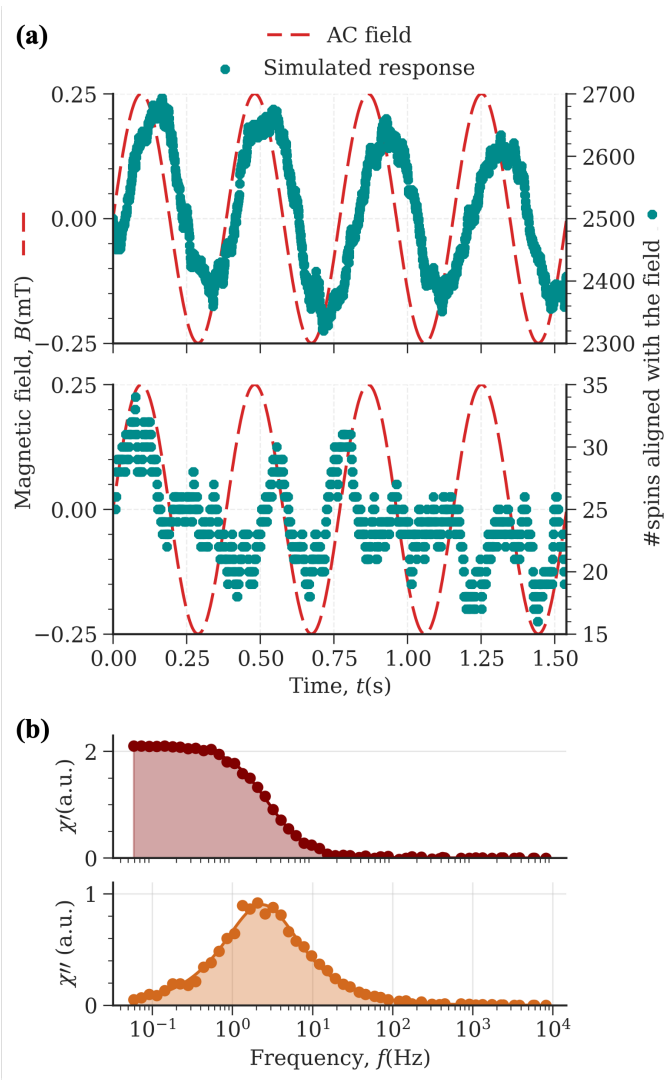 (a)
AC field
Simulated response
0.25
0.00
−0.25
2700
2600
2500
2400
2300
0.25
0.00
−0.25
35
30
25
20
15
Magnetic field, B(mT)
#spins aligned with the field
0.00 0.25 0.50 0.75 1.00 1.25 1.50
Time, t(s)
(b)
2
0
χ′(a.u.)
1
0
χ″ (a.u.)
10⁻¹ 10⁰ 10¹ 10² 10³ 10⁴
Frequency, f(Hz)